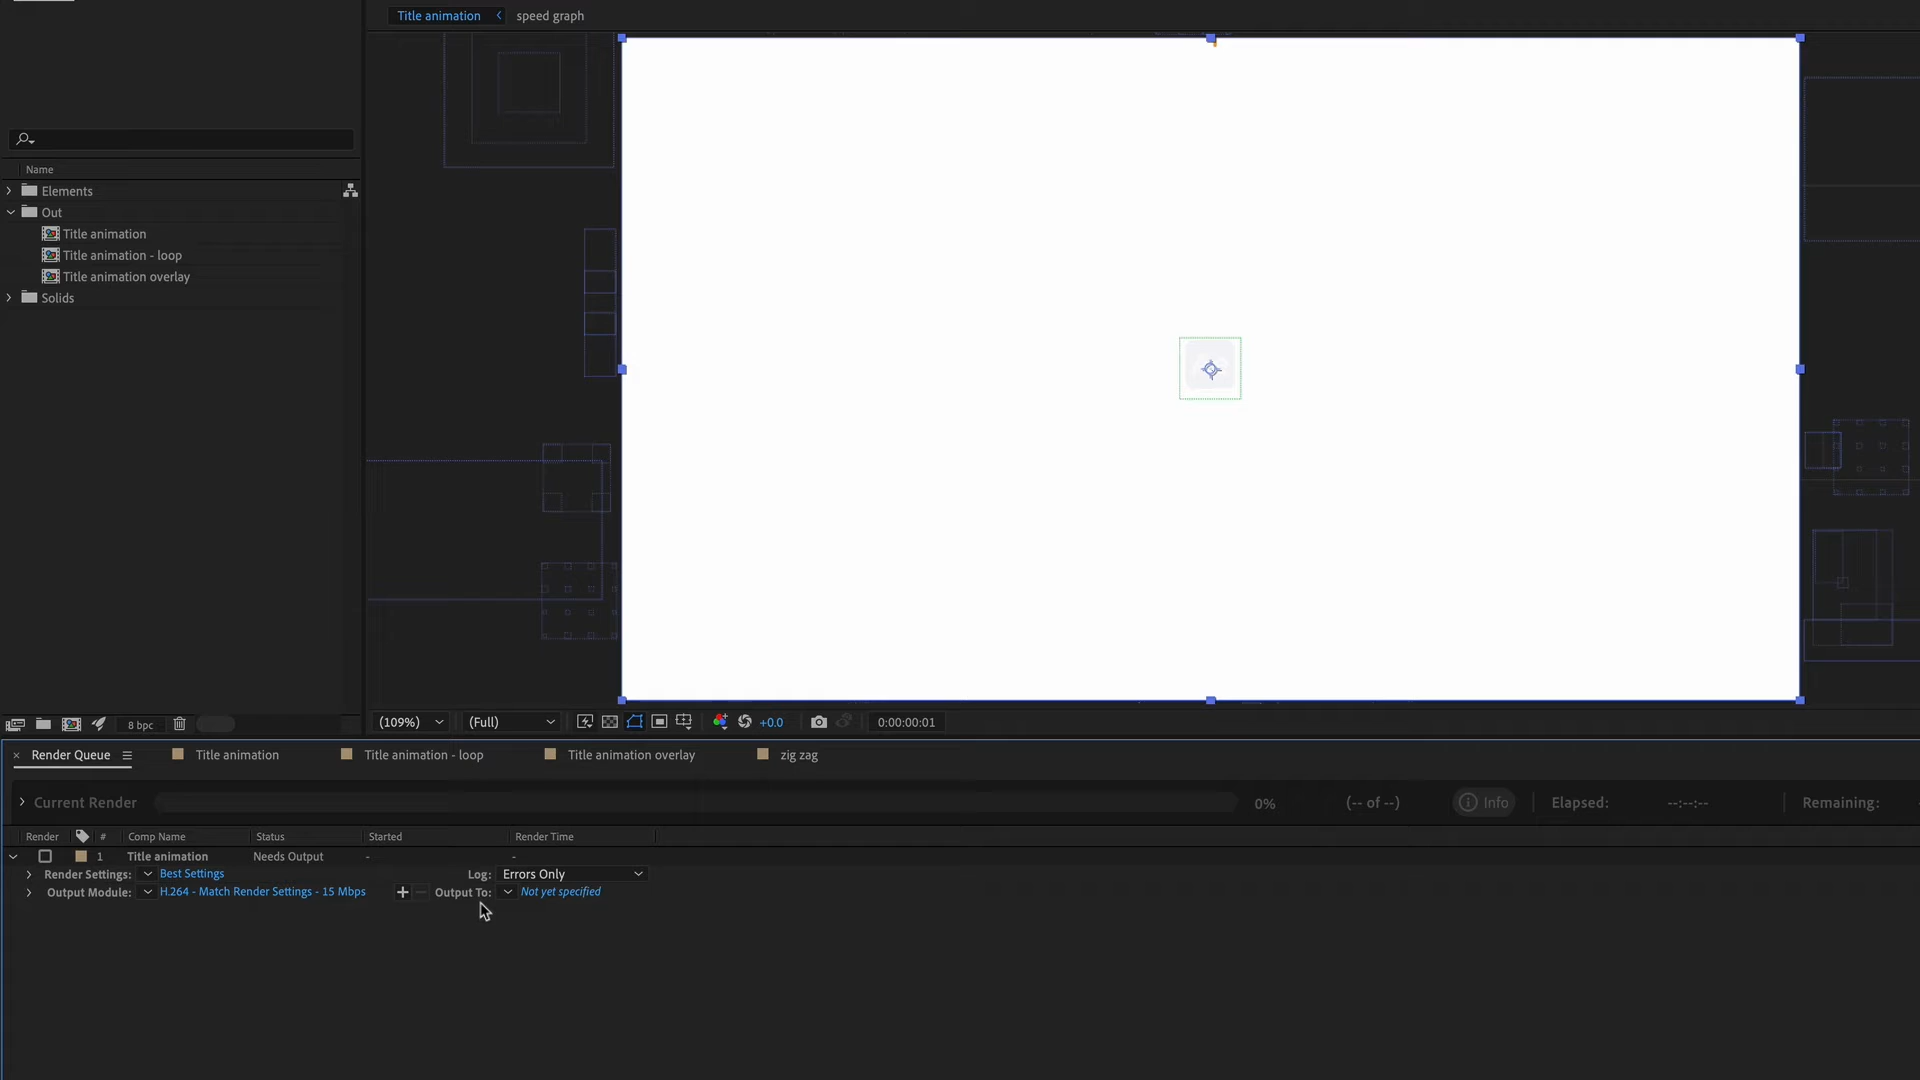 Title animation
speed graph
Name
Elements
Out
Title animation
Title animation - loop
Title animation overlay
Solids
8 bpc
(109%)
(Full)
+0.0
0:00:00:01
Render Queue
Title animation
Title animation - loop
Title animation overlay
zig zag
Current Render
0%
(-- of --)
Info
Elapsed:
--:--:--
Remaining:
Render
#
Comp Name
Status
Started
Render Time
1
Title animation
Needs Output
-
-
Render Settings:
Best Settings
Log:
Errors Only
Output Module:
H.264 - Match Render Settings - 15 Mbps
Output To:
Not yet specified